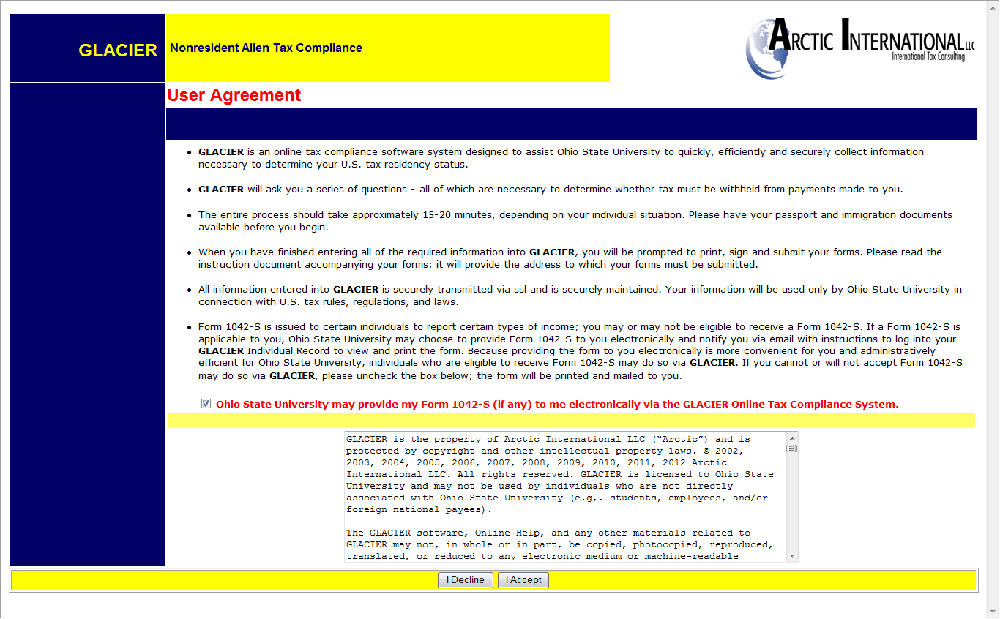 GLACIER
Nonresident Alien Tax Compliance
ARCTIC INTERNATIONAL LLC
International Tax Consulting
User Agreement
• GLACIER is an online tax compliance software system designed to assist Ohio State University to quickly, efficiently and securely collect information
necessary to determine your U.S. tax residency status.
• GLACIER will ask you a series of questions - all of which are necessary to determine whether tax must be withheld from payments made to you.
• The entire process should take approximately 15-20 minutes, depending on your individual situation. Please have your passport and immigration documents
available before you begin.
• When you have finished entering all of the required information into GLACIER, you will be prompted to print, sign and submit your forms. Please read the
instruction document accompanying your forms; it will provide the address to which your forms must be submitted.
• All information entered into GLACIER is securely transmitted via ssl and is securely maintained. Your information will be used only by Ohio State University in
connection with U.S. tax rules, regulations, and laws.
• Form 1042-S is issued to certain individuals to report certain types of income; you may or may not be eligible to receive a Form 1042-S. If a Form 1042-S is
applicable to you, Ohio State University may choose to provide Form 1042-S to you electronically and notify you via email with instructions to log into your
GLACIER Individual Record to view and print the form. Because providing the form to you electronically is more convenient for you and administratively
efficient for Ohio State University, individuals who are eligible to receive Form 1042-S may do so via GLACIER. If you cannot or will not accept Form 1042-S
may do so via GLACIER, please uncheck the box below; the form will be printed and mailed to you.
Ohio State University may provide my Form 1042-S (if any) to me electronically via the GLACIER Online Tax Compliance System.
GLACIER is the property of Arctic International LLC (“Arctic”) and is
protected by copyright and other intellectual property laws. © 2002,
2003, 2004, 2005, 2006, 2007, 2008, 2009, 2010, 2011, 2012 Arctic
International LLC. All rights reserved. GLACIER is licensed to Ohio State
University and may not be used by individuals who are not directly
associated with Ohio State University (e.g,. students, employees, and/or
foreign national payees).
The GLACIER software, Online Help, and any other materials related to
GLACIER may not, in whole or in part, be copied, photocopied, reproduced,
translated, or reduced to any electronic medium or machine-readable
I Decline
I Accept